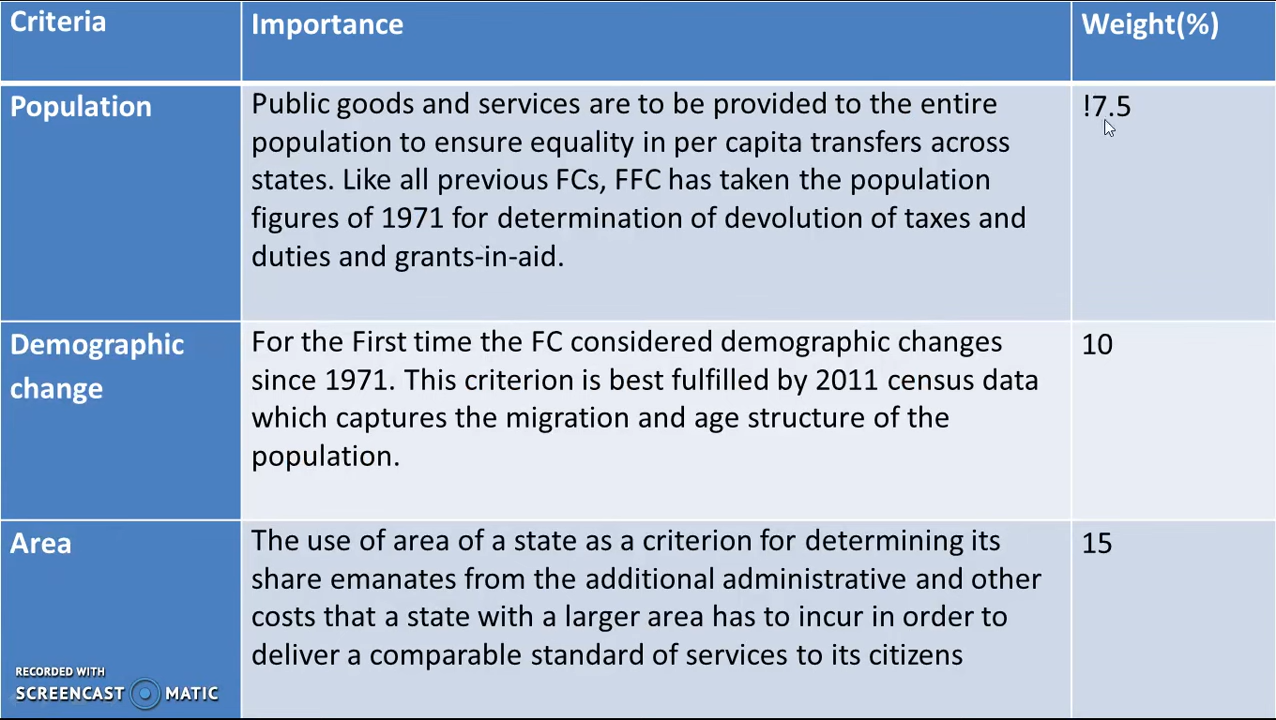 Criteria
Importance
Weight(%)
Population
Public goods and services are to be provided to the entire
population to ensure equality in per capita transfers across
states. Like all previous FCs, FFC has taken the population
figures of 1971 for determination of devolution of taxes and
duties and grants-in-aid.
!7.5
Demographic
change
For the First time the FC considered demographic changes
since 1971. This criterion is best fulfilled by 2011 census data
which captures the migration and age structure of the
population.
10
Area
The use of area of a state as a criterion for determining its
share emanates from the additional administrative and other
costs that a state with a larger area has to incur in order to
deliver a comparable standard of services to its citizens
15
RECORDED WITH
SCREENCAST MATIC